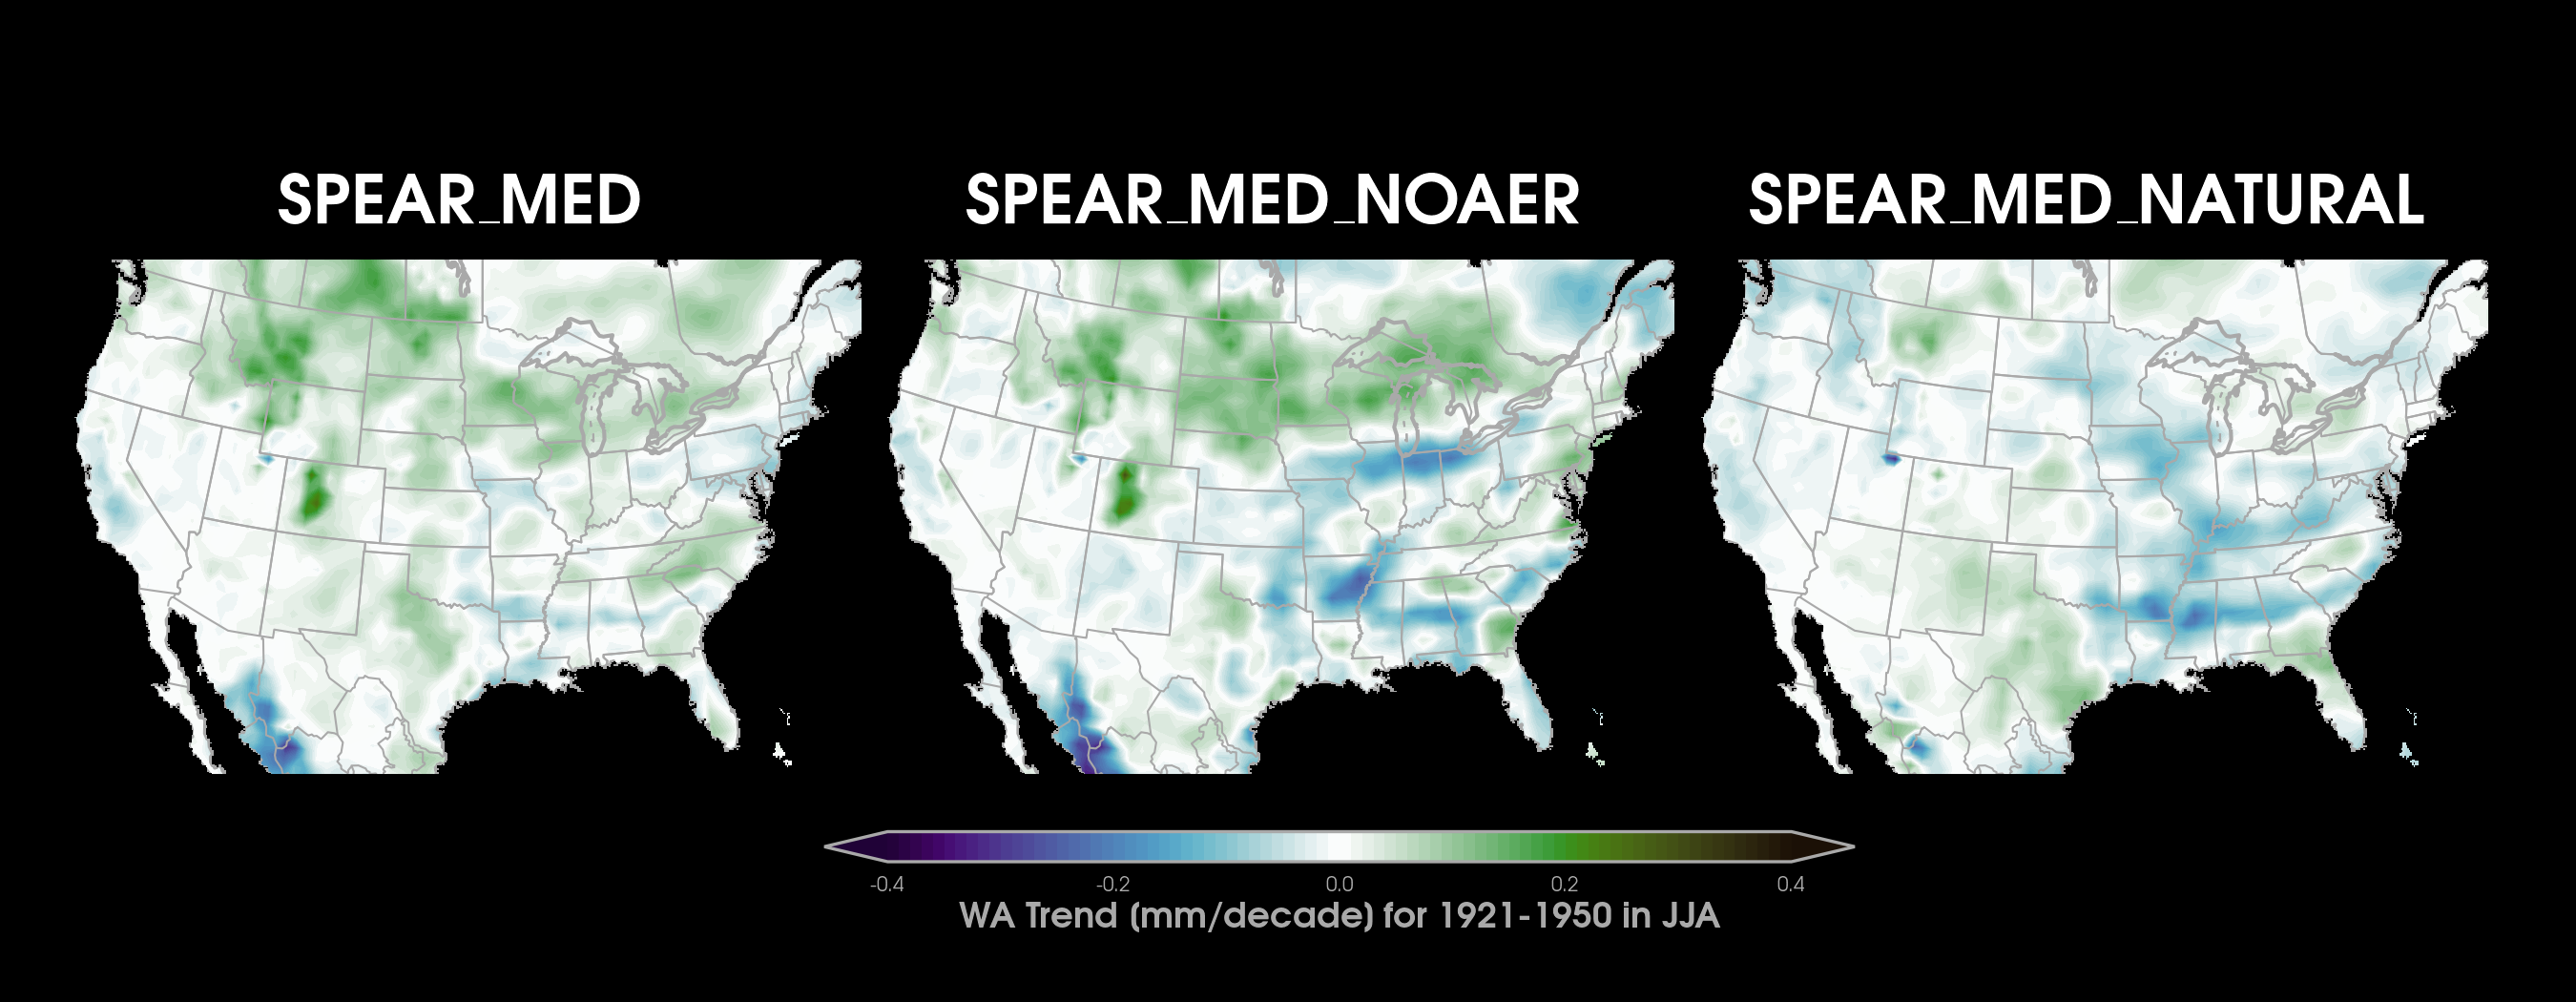 SPEAR_MED
SPEAR_MED_NOAER
SPEAR_MED_NATURAL
-0.4
-0.2
0.0
0.2
0.4
WA Trend (mm/decade) for 1921-1950 in JJA